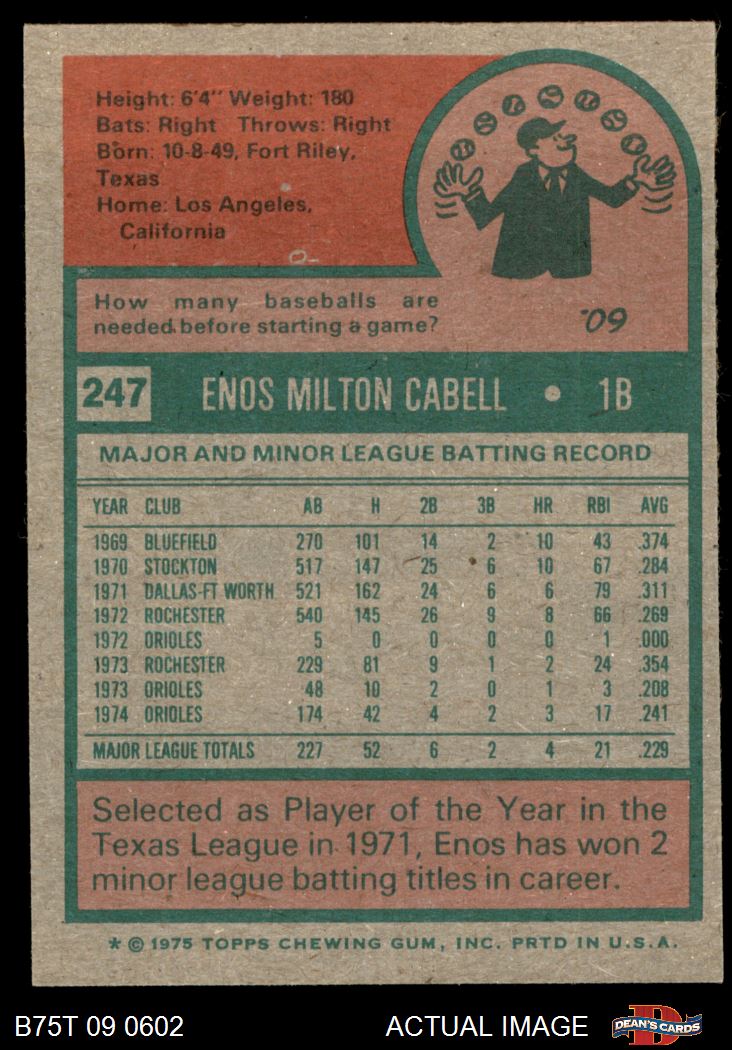 Height: 6'4" Weight: 180
Bats: Right Throws: Right
Born: 10-8-49, Fort Riley,
Texas
Home: Los Angeles,
California
How many baseballs are
needed before starting a game?
'09
247 ENOS MILTON CABELL • 1B
MAJOR AND MINOR LEAGUE BATTING RECORD
YEAR CLUB AB H 2B 3B HR RBI AVG
1969 BLUEFIELD 270 101 14 2 10 43 .374
1970 STOCKTON 517 147 25 6 10 67 .284
1971 DALLAS-FT WORTH 521 162 24 6 6 79 .311
1972 ROCHESTER 540 145 26 9 8 66 .269
1972 ORIOLES 5 0 0 0 0 1 .000
1973 ROCHESTER 229 81 9 1 2 24 .354
1973 ORIOLES 48 10 2 0 1 3 .208
1974 ORIOLES 174 42 4 2 3 17 .241
MAJOR LEAGUE TOTALS 227 52 6 2 4 21 .229
Selected as Player of the Year in the
Texas League in 1971, Enos has won 2
minor league batting titles in career.
* © 1975 TOPPS CHEWING GUM, INC. PRTD IN U.S.A.
B75T 09 0602 ACTUAL IMAGE DEAN'S CARDS